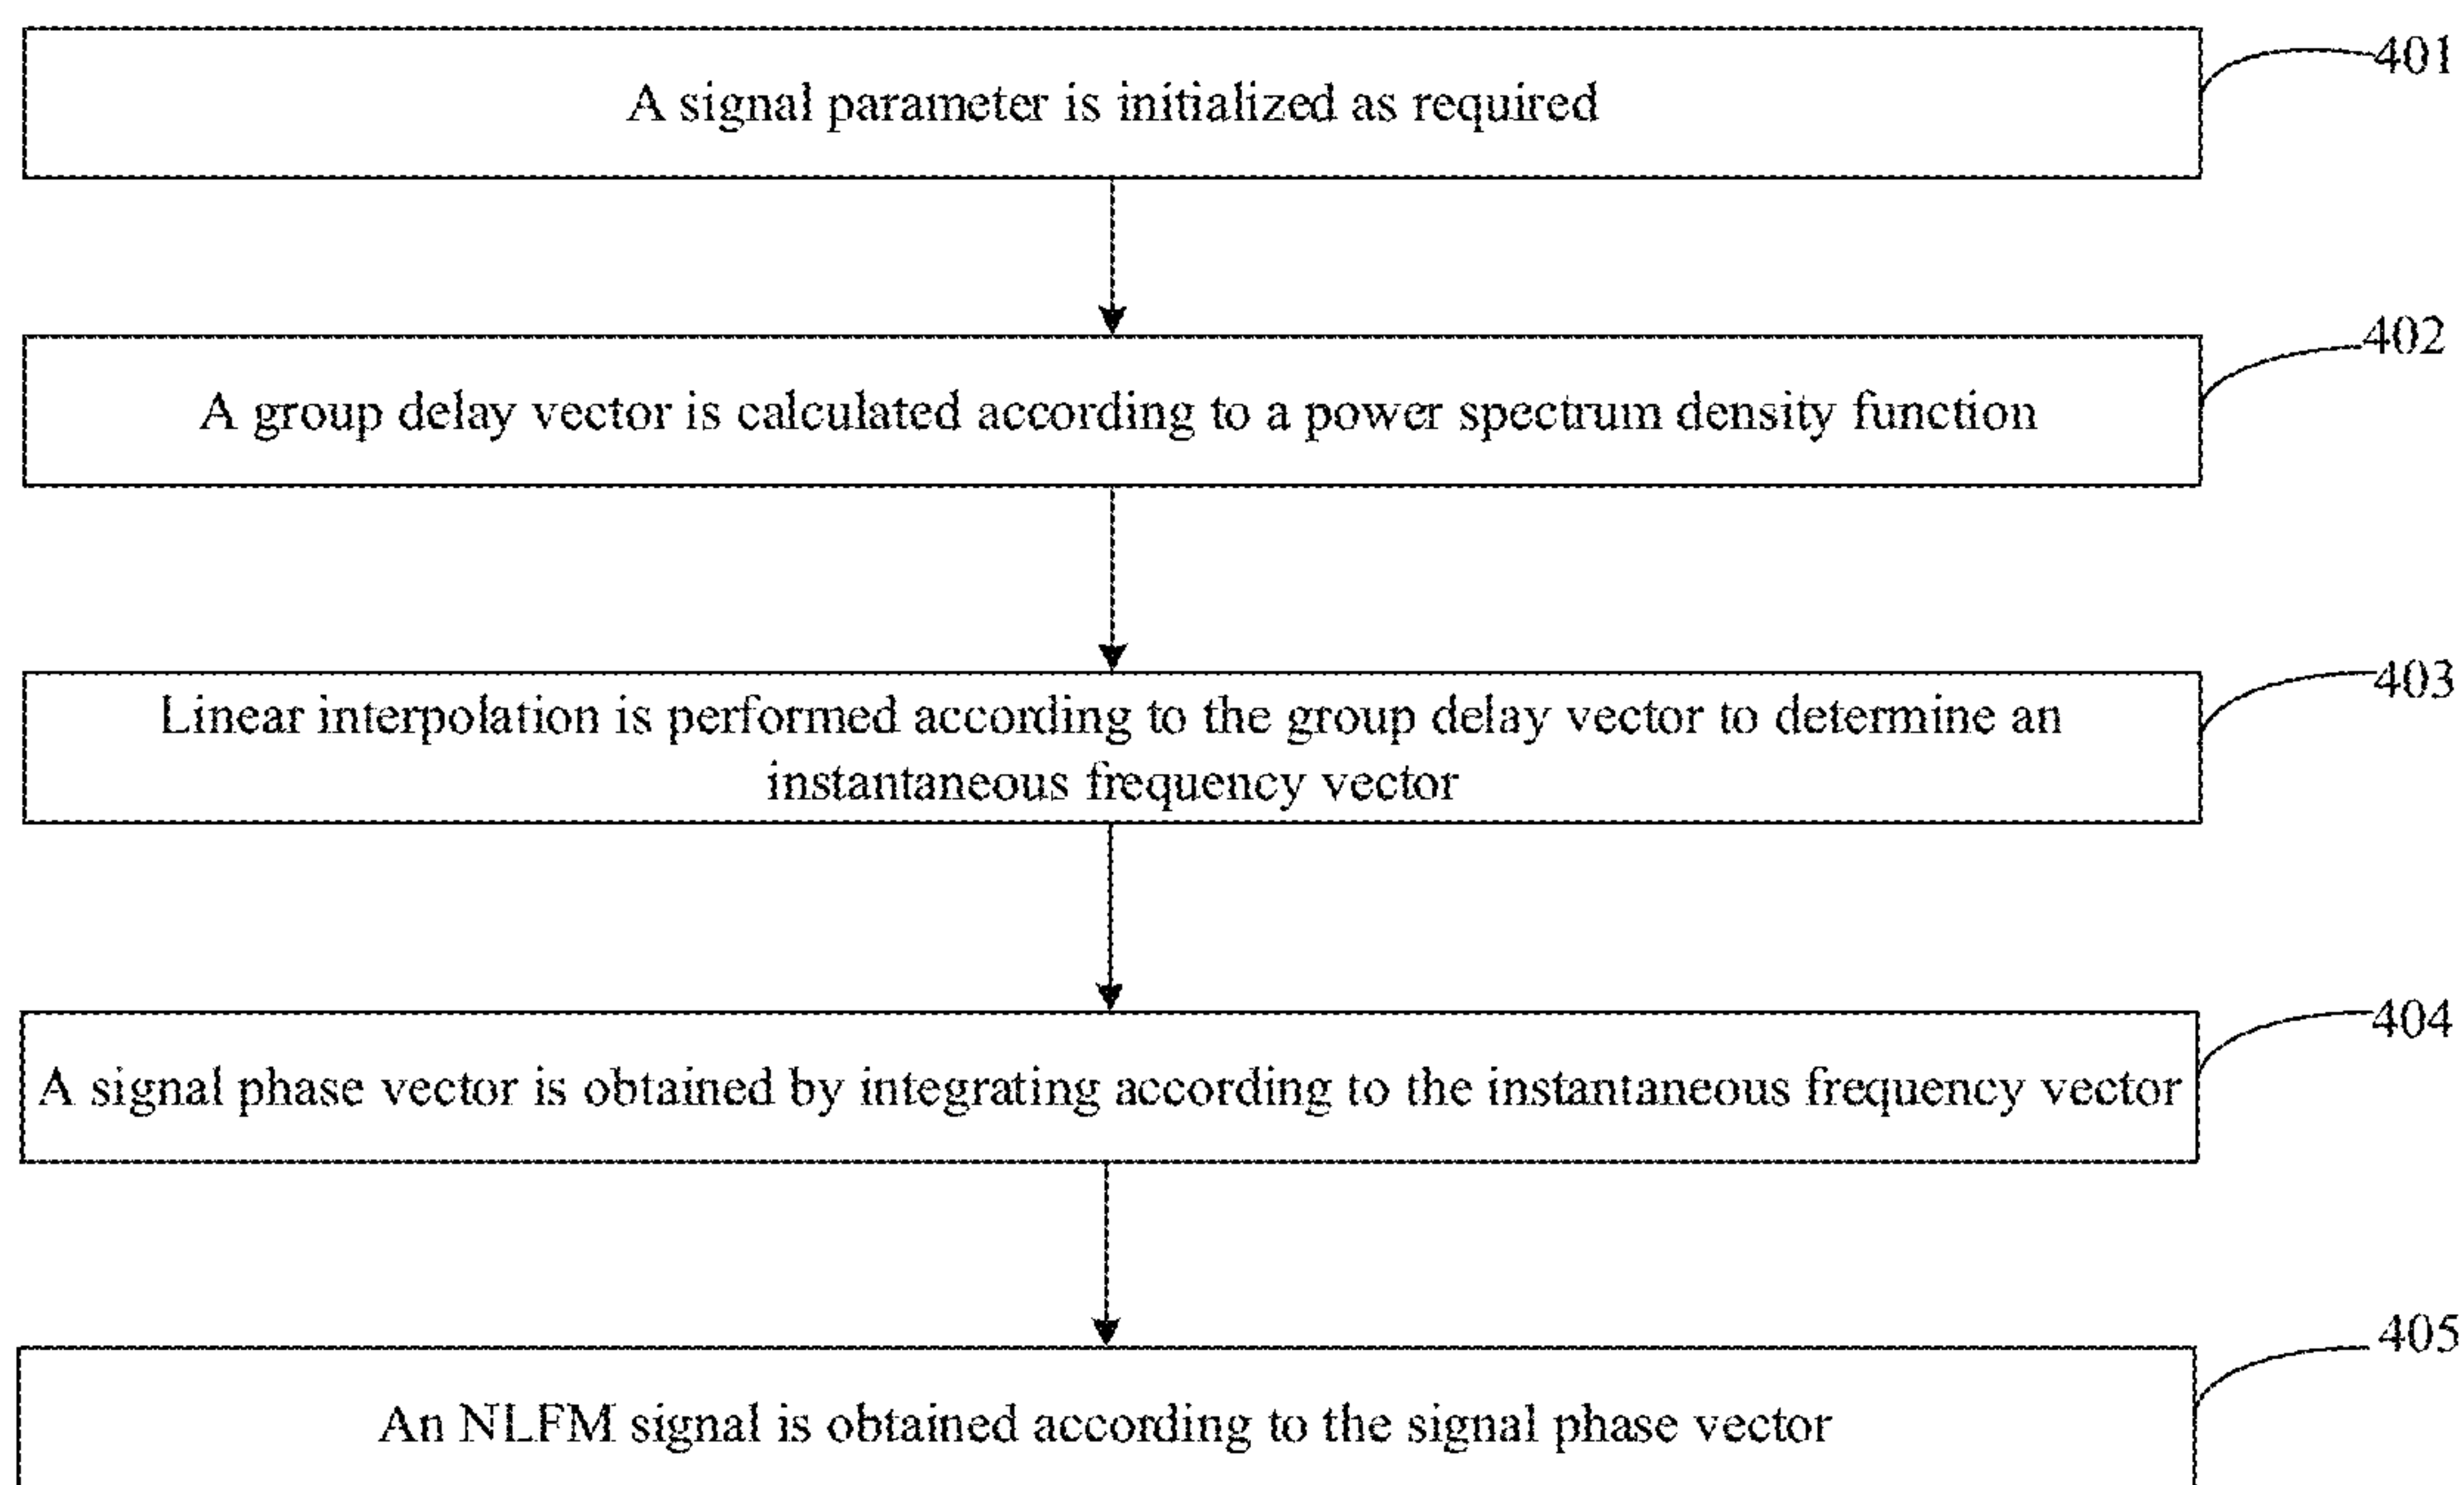 A signal parameter is initialized as required
401
A group delay vector is calculated according to a power spectrum density function
402
Linear interpolation is performed according to the group delay vector to determine an
instantaneous frequency vector
403
A signal phase vector is obtained by integrating according to the instantaneous frequency vector
404
An NLFM signal is obtained according to the signal phase vector
405